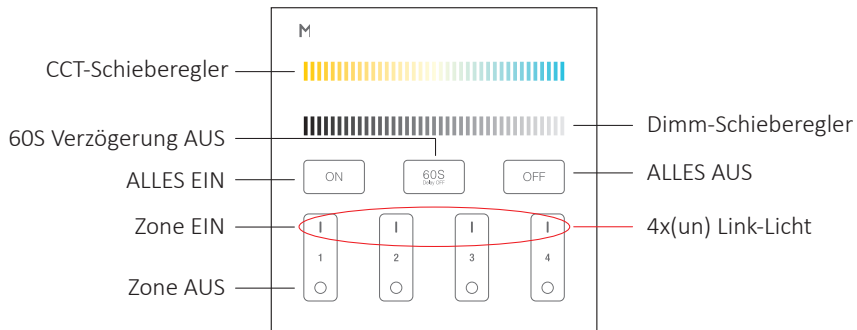 M
CCT-Schieberegler
Dimm-Schieberegler
60S Verzögerung AUS
ALLES EIN
ON
60S
Delay OFF
OFF
ALLES AUS
Zone EIN
I I I I
4x(un) Link-Licht
1 2 3 4
Zone AUS